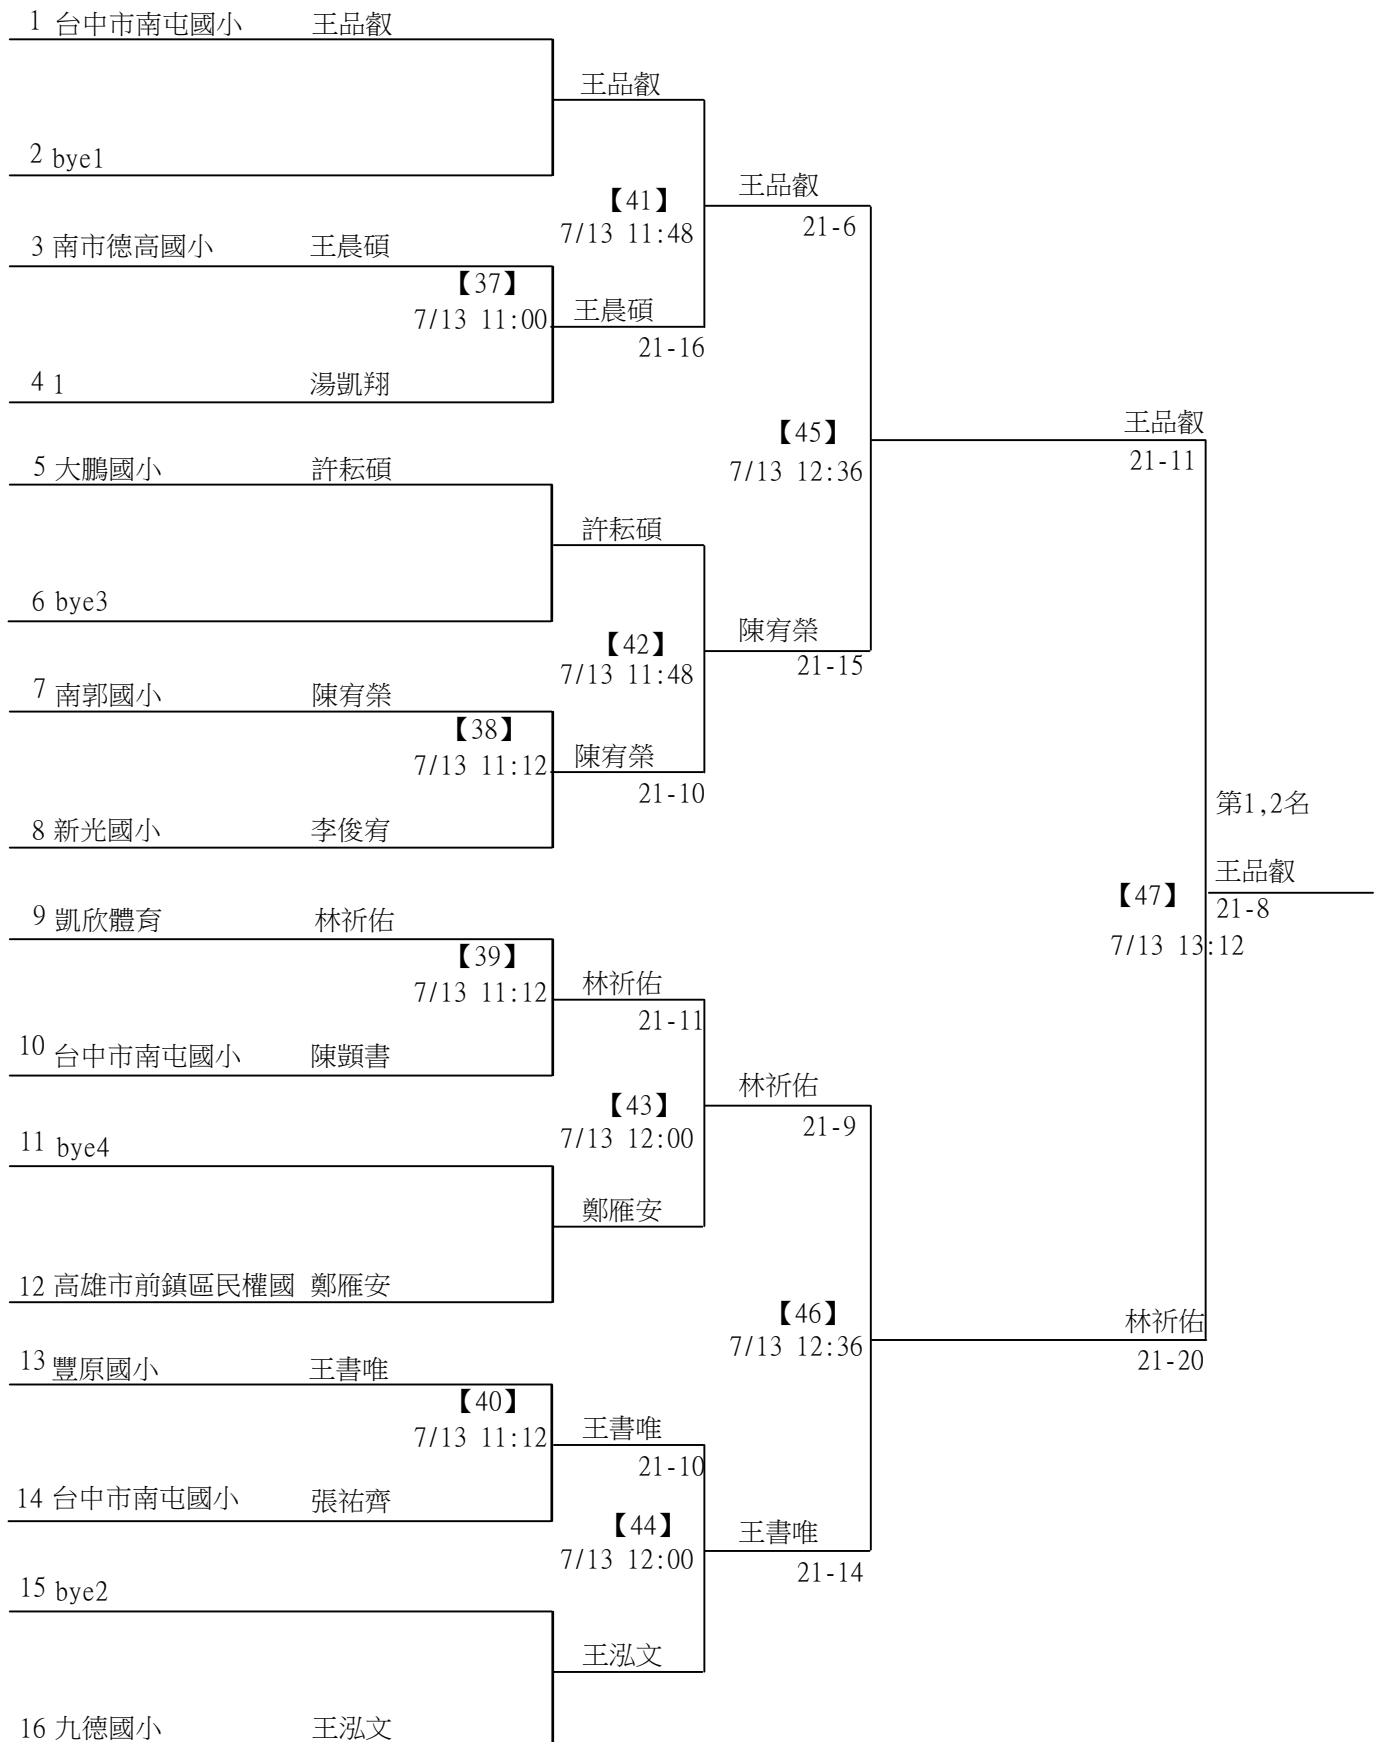 1 台中市南屯國小 王品叡
王品叡
2 bye1
【41】
7/13 11:48
王品叡
21-6
3 南市德高國小 王晨碩
【37】
7/13 11:00
王晨碩
21-16
4 1 湯凱翔
【45】
7/13 12:36
王品叡
21-11
5 大鵬國小 許耘碩
許耘碩
6 bye3
【42】
7/13 11:48
陳宥榮
21-15
7 南郭國小 陳宥榮
【38】
7/13 11:12
陳宥榮
21-10
8 新光國小 李俊宥
第1,2名
【47】
7/13 13:12
王品叡
21-8
9 凱欣體育 林祈佑
【39】
7/13 11:12
林祈佑
21-11
10 台中市南屯國小 陳顗書
【43】
7/13 12:00
林祈佑
21-9
11 bye4
鄭雁安
12 高雄市前鎮區民權國 鄭雁安
【46】
7/13 12:36
林祈佑
21-20
13 豐原國小 王書唯
【40】
7/13 11:12
王書唯
21-10
14 台中市南屯國小 張祐齊
【44】
7/13 12:00
王書唯
21-14
15 bye2
王泓文
16 九德國小 王泓文